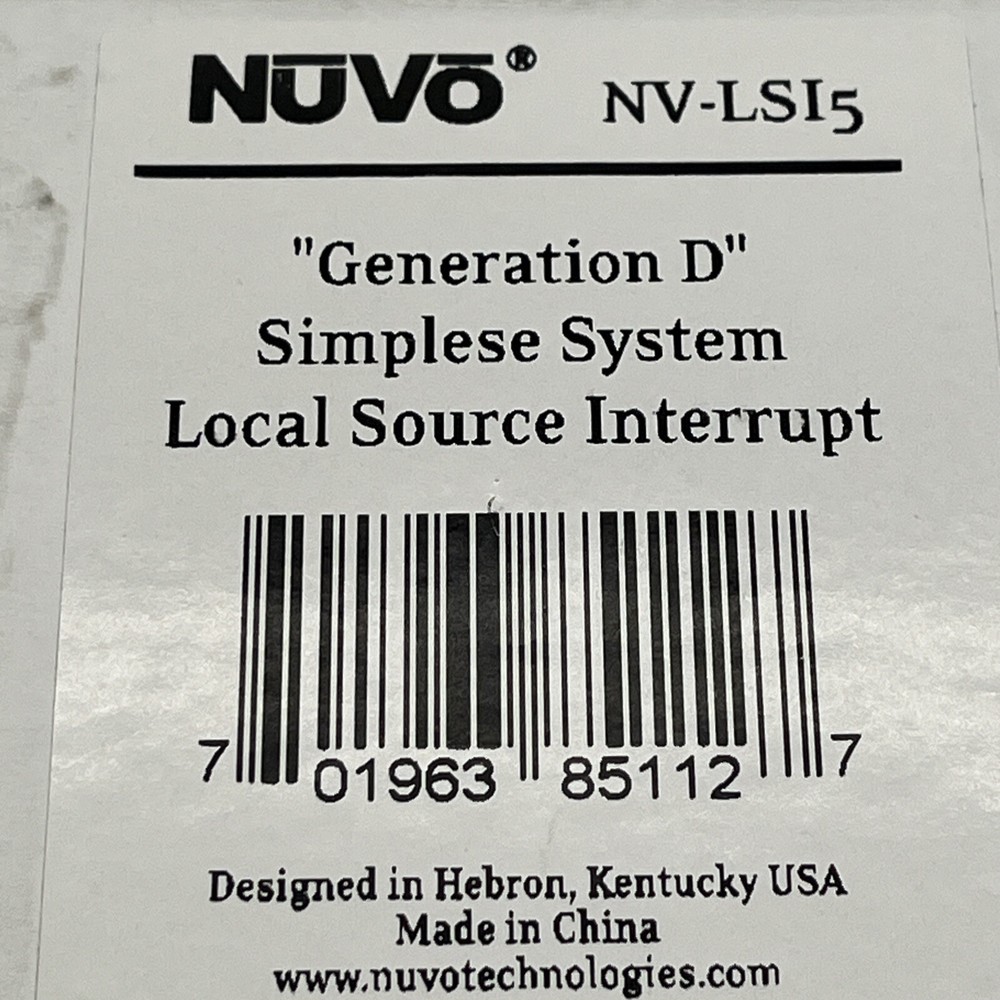 NŪVŌ® NV-LSI5
"Generation D"
Simplese System
Local Source Interrupt
7 01963 85112 7
Designed in Hebron, Kentucky USA
Made in China
www.nuvotechnologies.com